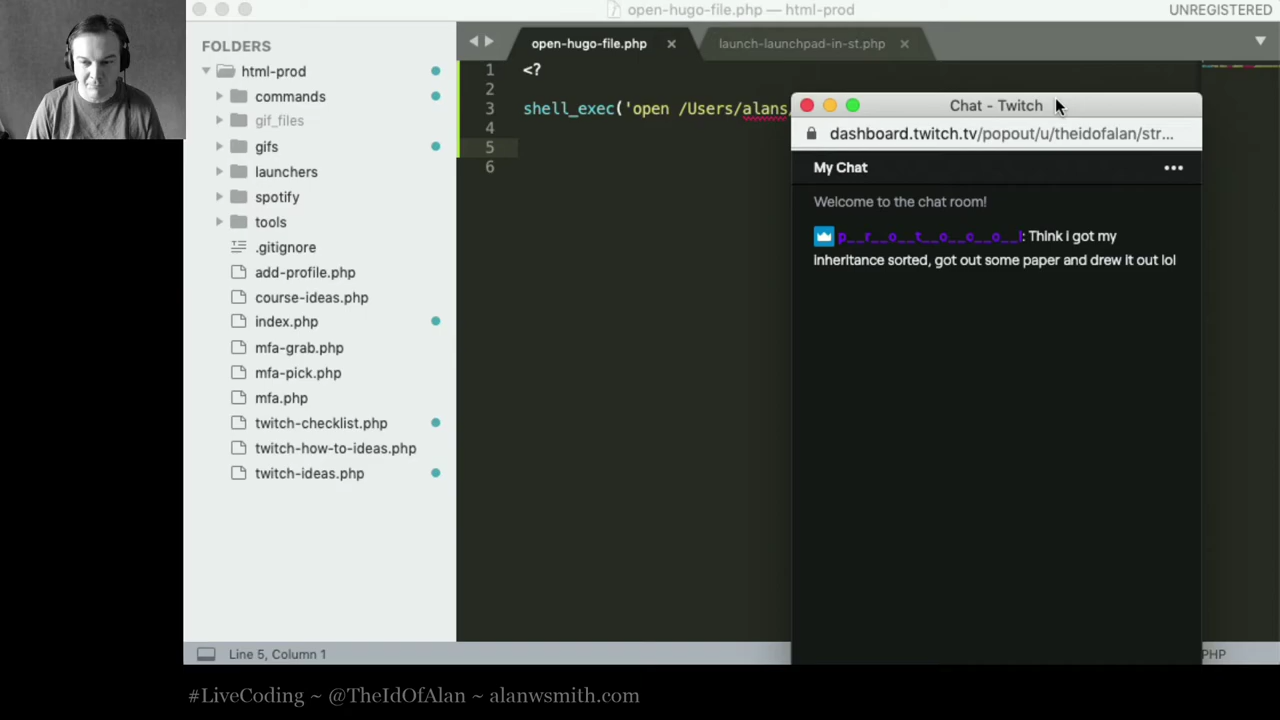 open-hugo-file.php — html-prod
UNREGISTERED
FOLDERS
html-prod
commands
gif_files
gifs
launchers
spotify
tools
.gitignore
add-profile.php
course-ideas.php
index.php
mfa-grab.php
mfa-pick.php
mfa.php
twitch-checklist.php
twitch-how-to-ideas.php
twitch-ideas.php
open-hugo-file.php
launch-launchpad-in-st.php
1 <?
2
3 shell_exec('open /Users/alans
4
5
6
Chat - Twitch
dashboard.twitch.tv/popout/u/theidofalan/str...
My Chat
Welcome to the chat room!
p__r__o__t__o__c__o__l: Think i got my
inheritance sorted, got out some paper and drew it out lol
Line 5, Column 1
PHP
#LiveCoding ~ @TheIdOfAlan ~ alanwsmith.com